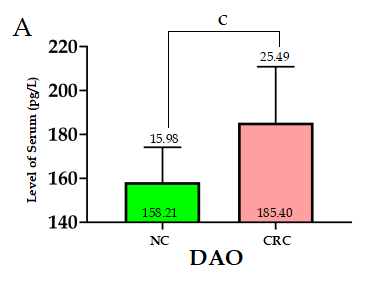 A
C
220
200
180
160
140
Level of Serum (pg/L)
15.98
25.49
158.21
185.40
NC
CRC
DAO